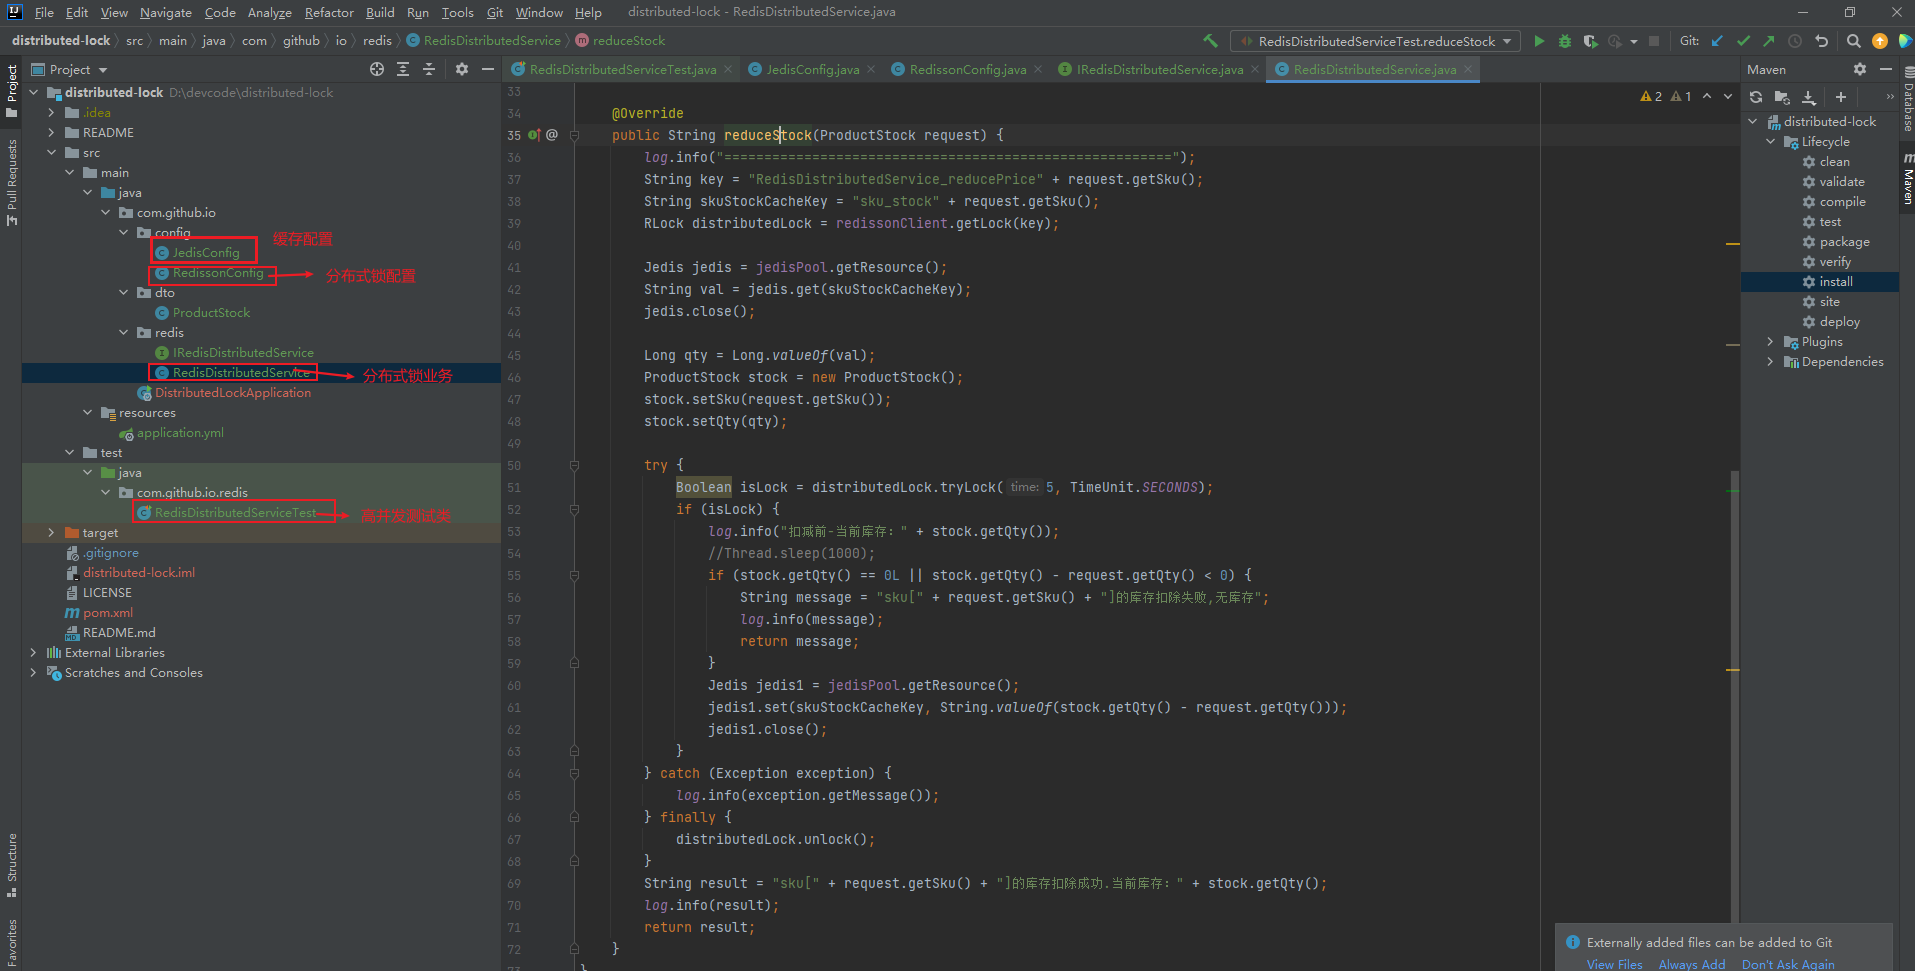 File Edit View Navigate Code Analyze Refactor Build Run Tools Git Window Help distributed-lock - RedisDistributedService.java
distributed-lock src main java com github io redis RedisDistributedService reduceStock
RedisDistributedServiceTest.reduceStock Git:
Project
RedisDistributedServiceTest.java JedisConfig.java RedissonConfig.java IRedisDistributedService.java RedisDistributedService.java
Maven
Project
Pull Requests
Structure
Favorites
distributed-lock D:\devcode\distributed-lock
.idea
README
src
main
java
com.github.io
config
JedisConfig
缓存配置
RedissonConfig
分布式锁配置
dto
ProductStock
redis
IRedisDistributedService
RedisDistributedService
分布式锁业务
DistributedLockApplication
resources
application.yml
test
java
com.github.io.redis
RedisDistributedServiceTest
高并发测试类
target
.gitignore
distributed-lock.iml
LICENSE
pom.xml
README.md
External Libraries
Scratches and Consoles
2 1
33
34 @Override
35 @ public String reduceStock(ProductStock request) {
36 log.info("========================================================");
37 String key = "RedisDistributedService_reducePrice" + request.getSku();
38 String skuStockCacheKey = "sku_stock" + request.getSku();
39 RLock distributedLock = redissonClient.getLock(key);
40
41 Jedis jedis = jedisPool.getResource();
42 String val = jedis.get(skuStockCacheKey);
43 jedis.close();
44
45 Long qty = Long.valueOf(val);
46 ProductStock stock = new ProductStock();
47 stock.setSku(request.getSku());
48 stock.setQty(qty);
49
50 try {
51 Boolean isLock = distributedLock.tryLock( time: 5, TimeUnit.SECONDS);
52 if (isLock) {
53 log.info("扣减前-当前库存：" + stock.getQty());
54 //Thread.sleep(1000);
55 if (stock.getQty() == 0L || stock.getQty() - request.getQty() < 0) {
56 String message = "sku[" + request.getSku() + "]的库存扣除失败,无库存";
57 log.info(message);
58 return message;
59 }
60 Jedis jedis1 = jedisPool.getResource();
61 jedis1.set(skuStockCacheKey, String.valueOf(stock.getQty() - request.getQty()));
62 jedis1.close();
63 }
64 } catch (Exception exception) {
65 log.info(exception.getMessage());
66 } finally {
67 distributedLock.unlock();
68 }
69 String result = "sku[" + request.getSku() + "]的库存扣除成功.当前库存：" + stock.getQty();
70 log.info(result);
71 return result;
72 }
73 }
distributed-lock
Lifecycle
clean
validate
compile
test
package
verify
install
site
deploy
Plugins
Dependencies
Database
Maven
Externally added files can be added to Git
View Files Always Add Don't Ask Again